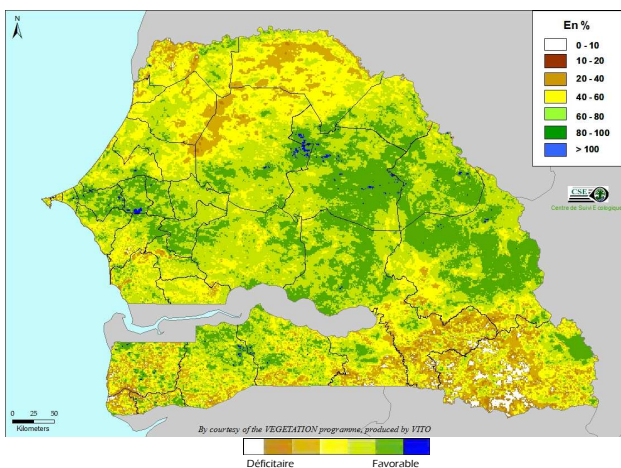 N
En %
0 - 10
10 - 20
20 - 40
40 - 60
60 - 80
80 - 100
> 100
CSE
Centre de Suivi Ecologique
0 25 50
Kilometers
By courtesy of the VEGETATION programme, produced by VITO
Déficitaire Favorable